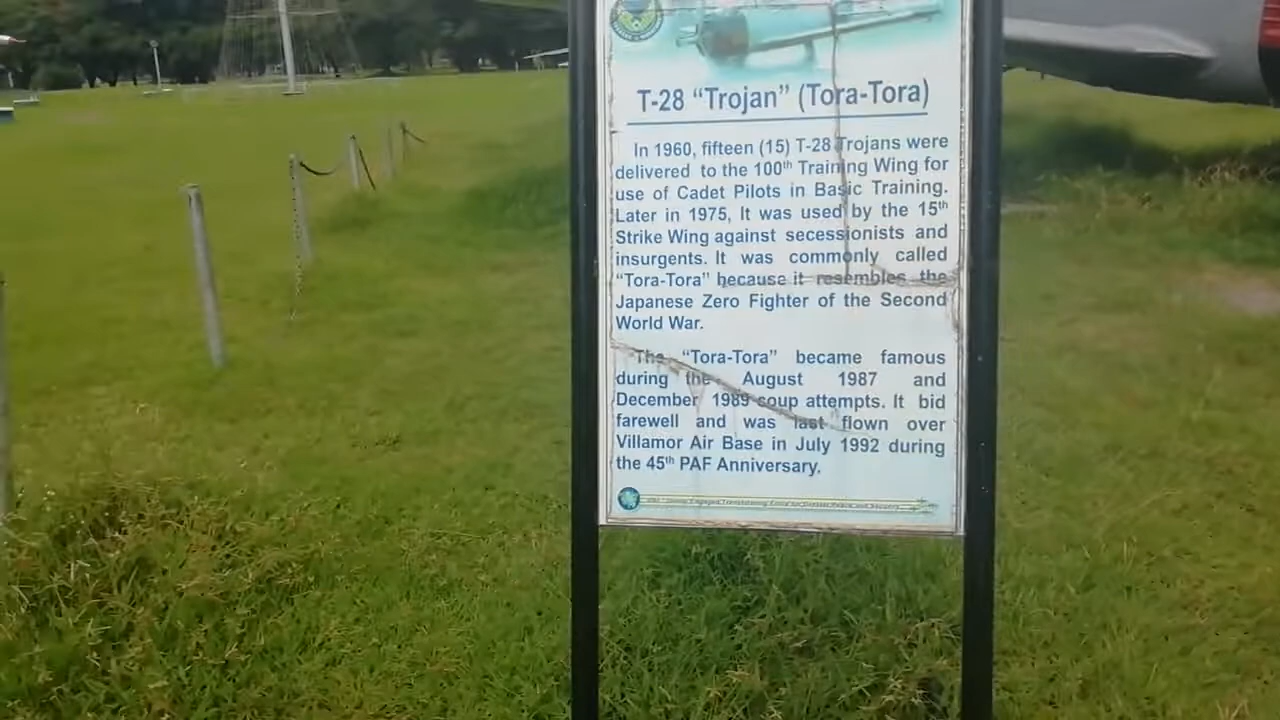 T-28 “Trojan” (Tora-Tora)
In 1960, fifteen (15) T-28 Trojans were
delivered to the 100th Training Wing for
use of Cadet Pilots in Basic Training.
Later in 1975, It was used by the 15th
Strike Wing against secessionists and
insurgents. It was commonly called
“Tora-Tora” because it resembles the
Japanese Zero Fighter of the Second
World War.
The “Tora-Tora” became famous
during the August 1987 and
December 1989 coup attempts. It bid
farewell and was last flown over
Villamor Air Base in July 1992 during
the 45th PAF Anniversary.